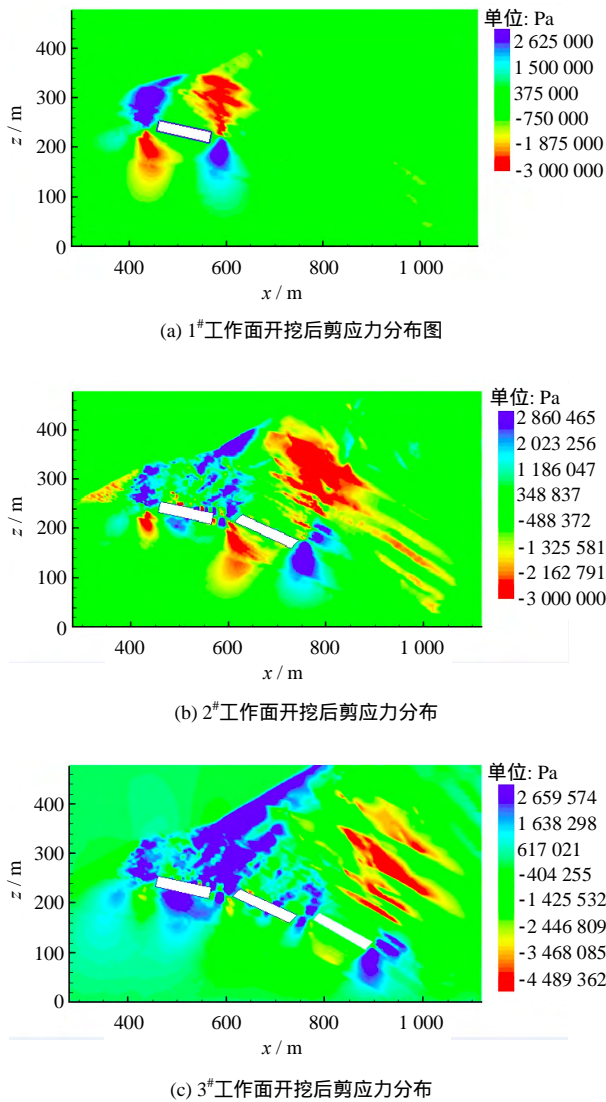 单位: Pa
2 625 000
1 500 000
375 000
-750 000
-1 875 000
-3 000 000
400
300
200
100
0
z / m
400 600 800 1 000
x / m
(a) 1#工作面开挖后剪应力分布图
单位: Pa
2 860 465
2 023 256
1 186 047
348 837
-488 372
-1 325 581
-2 162 791
-3 000 000
400
300
200
100
0
z / m
400 600 800 1 000
x / m
(b) 2#工作面开挖后剪应力分布
单位: Pa
2 659 574
1 638 298
617 021
-404 255
-1 425 532
-2 446 809
-3 468 085
-4 489 362
400
300
200
100
0
z / m
400 600 800 1 000
x / m
(c) 3#工作面开挖后剪应力分布